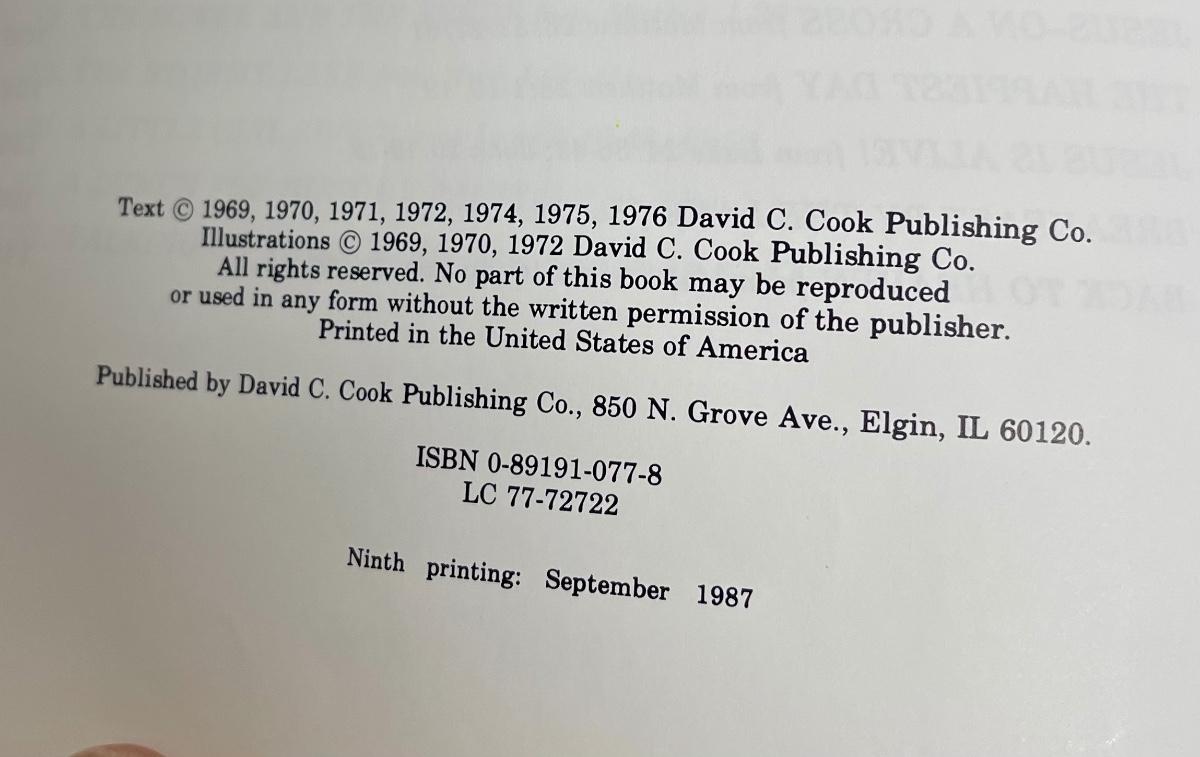 Text © 1969, 1970, 1971, 1972, 1974, 1975, 1976 David C. Cook Publishing Co.
Illustrations © 1969, 1970, 1972 David C. Cook Publishing Co.
All rights reserved. No part of this book may be reproduced
or used in any form without the written permission of the publisher.
Printed in the United States of America
Published by David C. Cook Publishing Co., 850 N. Grove Ave., Elgin, IL 60120.
ISBN 0-89191-077-8
LC 77-72722
Ninth printing: September 1987